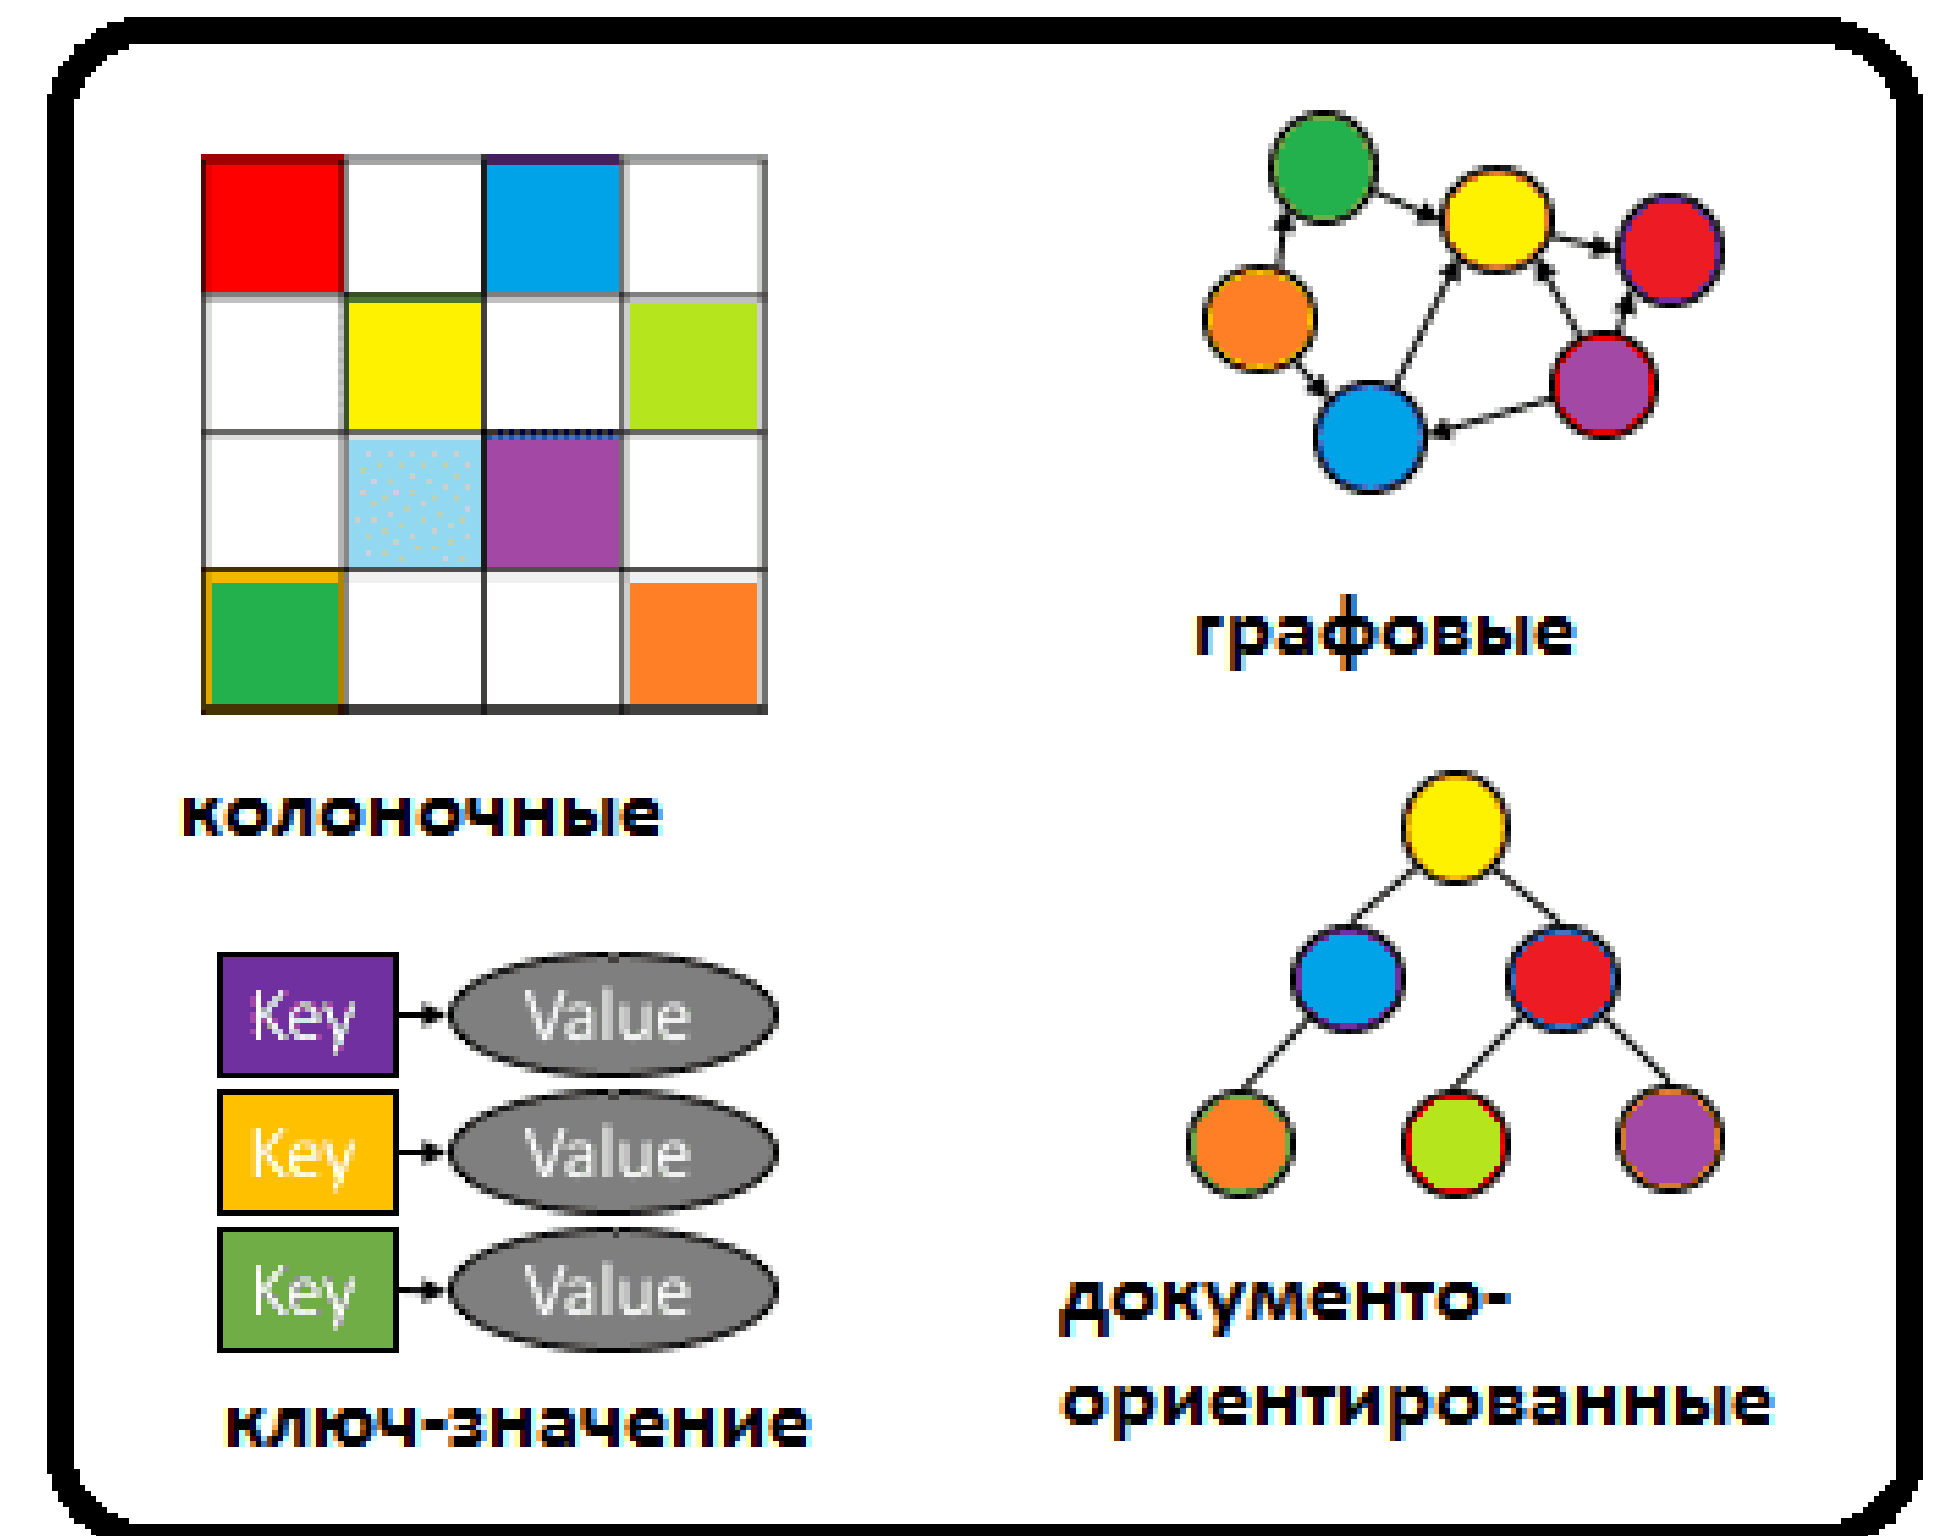 графовые
колоночные
Key Value
Key Value
Key Value
ключ-значение
документо-
ориентированные